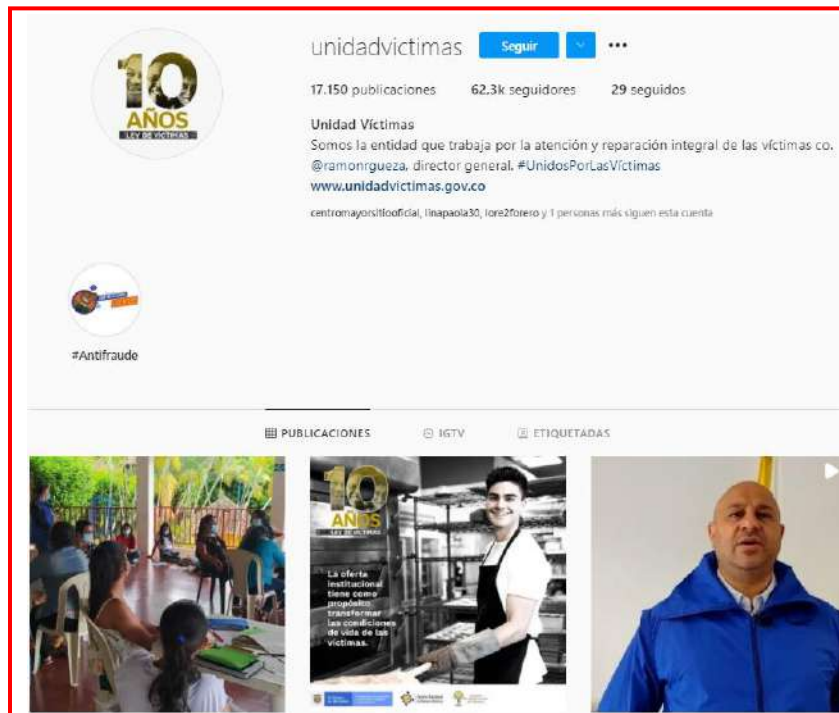 10
AÑOS
LEY DE VICTIMAS
unidadvictimas
Seguir
17.150 publicaciones 62.3k seguidores 29 seguidos
Unidad Víctimas
Somos la entidad que trabaja por la atención y reparación integral de las víctimas co.
@ramonrgueza, director general. #UnidosPorLasVíctimas
www.unidadvictimas.gov.co
centromayorsitiooficial, linapaola30, lore2forero y 1 personas más siguen esta cuenta
#Antifraude
PUBLICACIONES IGTV ETIQUETADAS
10
AÑOS
LEY DE VICTIMAS
La oferta
institucional
tiene como
propósito
transformar
las condiciones
de vida de las
víctimas.